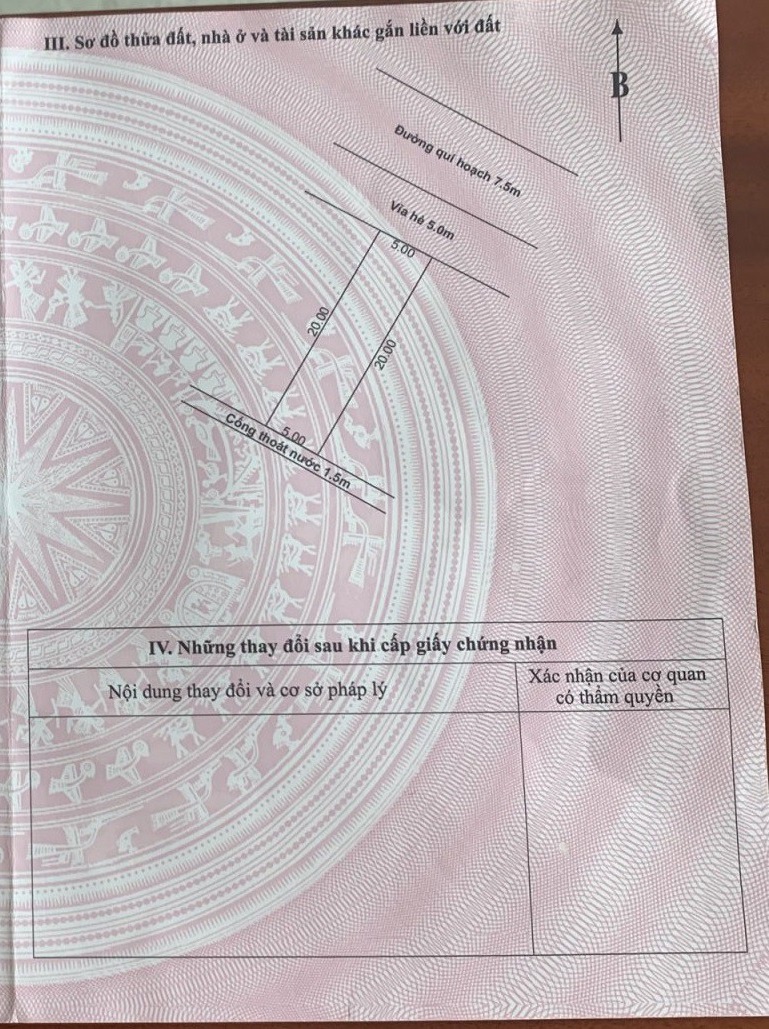 III. Sơ đồ thửa đất, nhà ở và tài sản khác gắn liền với đất
B
Đường qui hoạch 7.5m
Vỉa hè 5.0m
5.00
20.00
20.00
5.00
Cống thoát nước 1.5m
IV. Những thay đổi sau khi cấp giấy chứng nhận
Nội dung thay đổi và cơ sở pháp lý
Xác nhận của cơ quan
có thẩm quyền